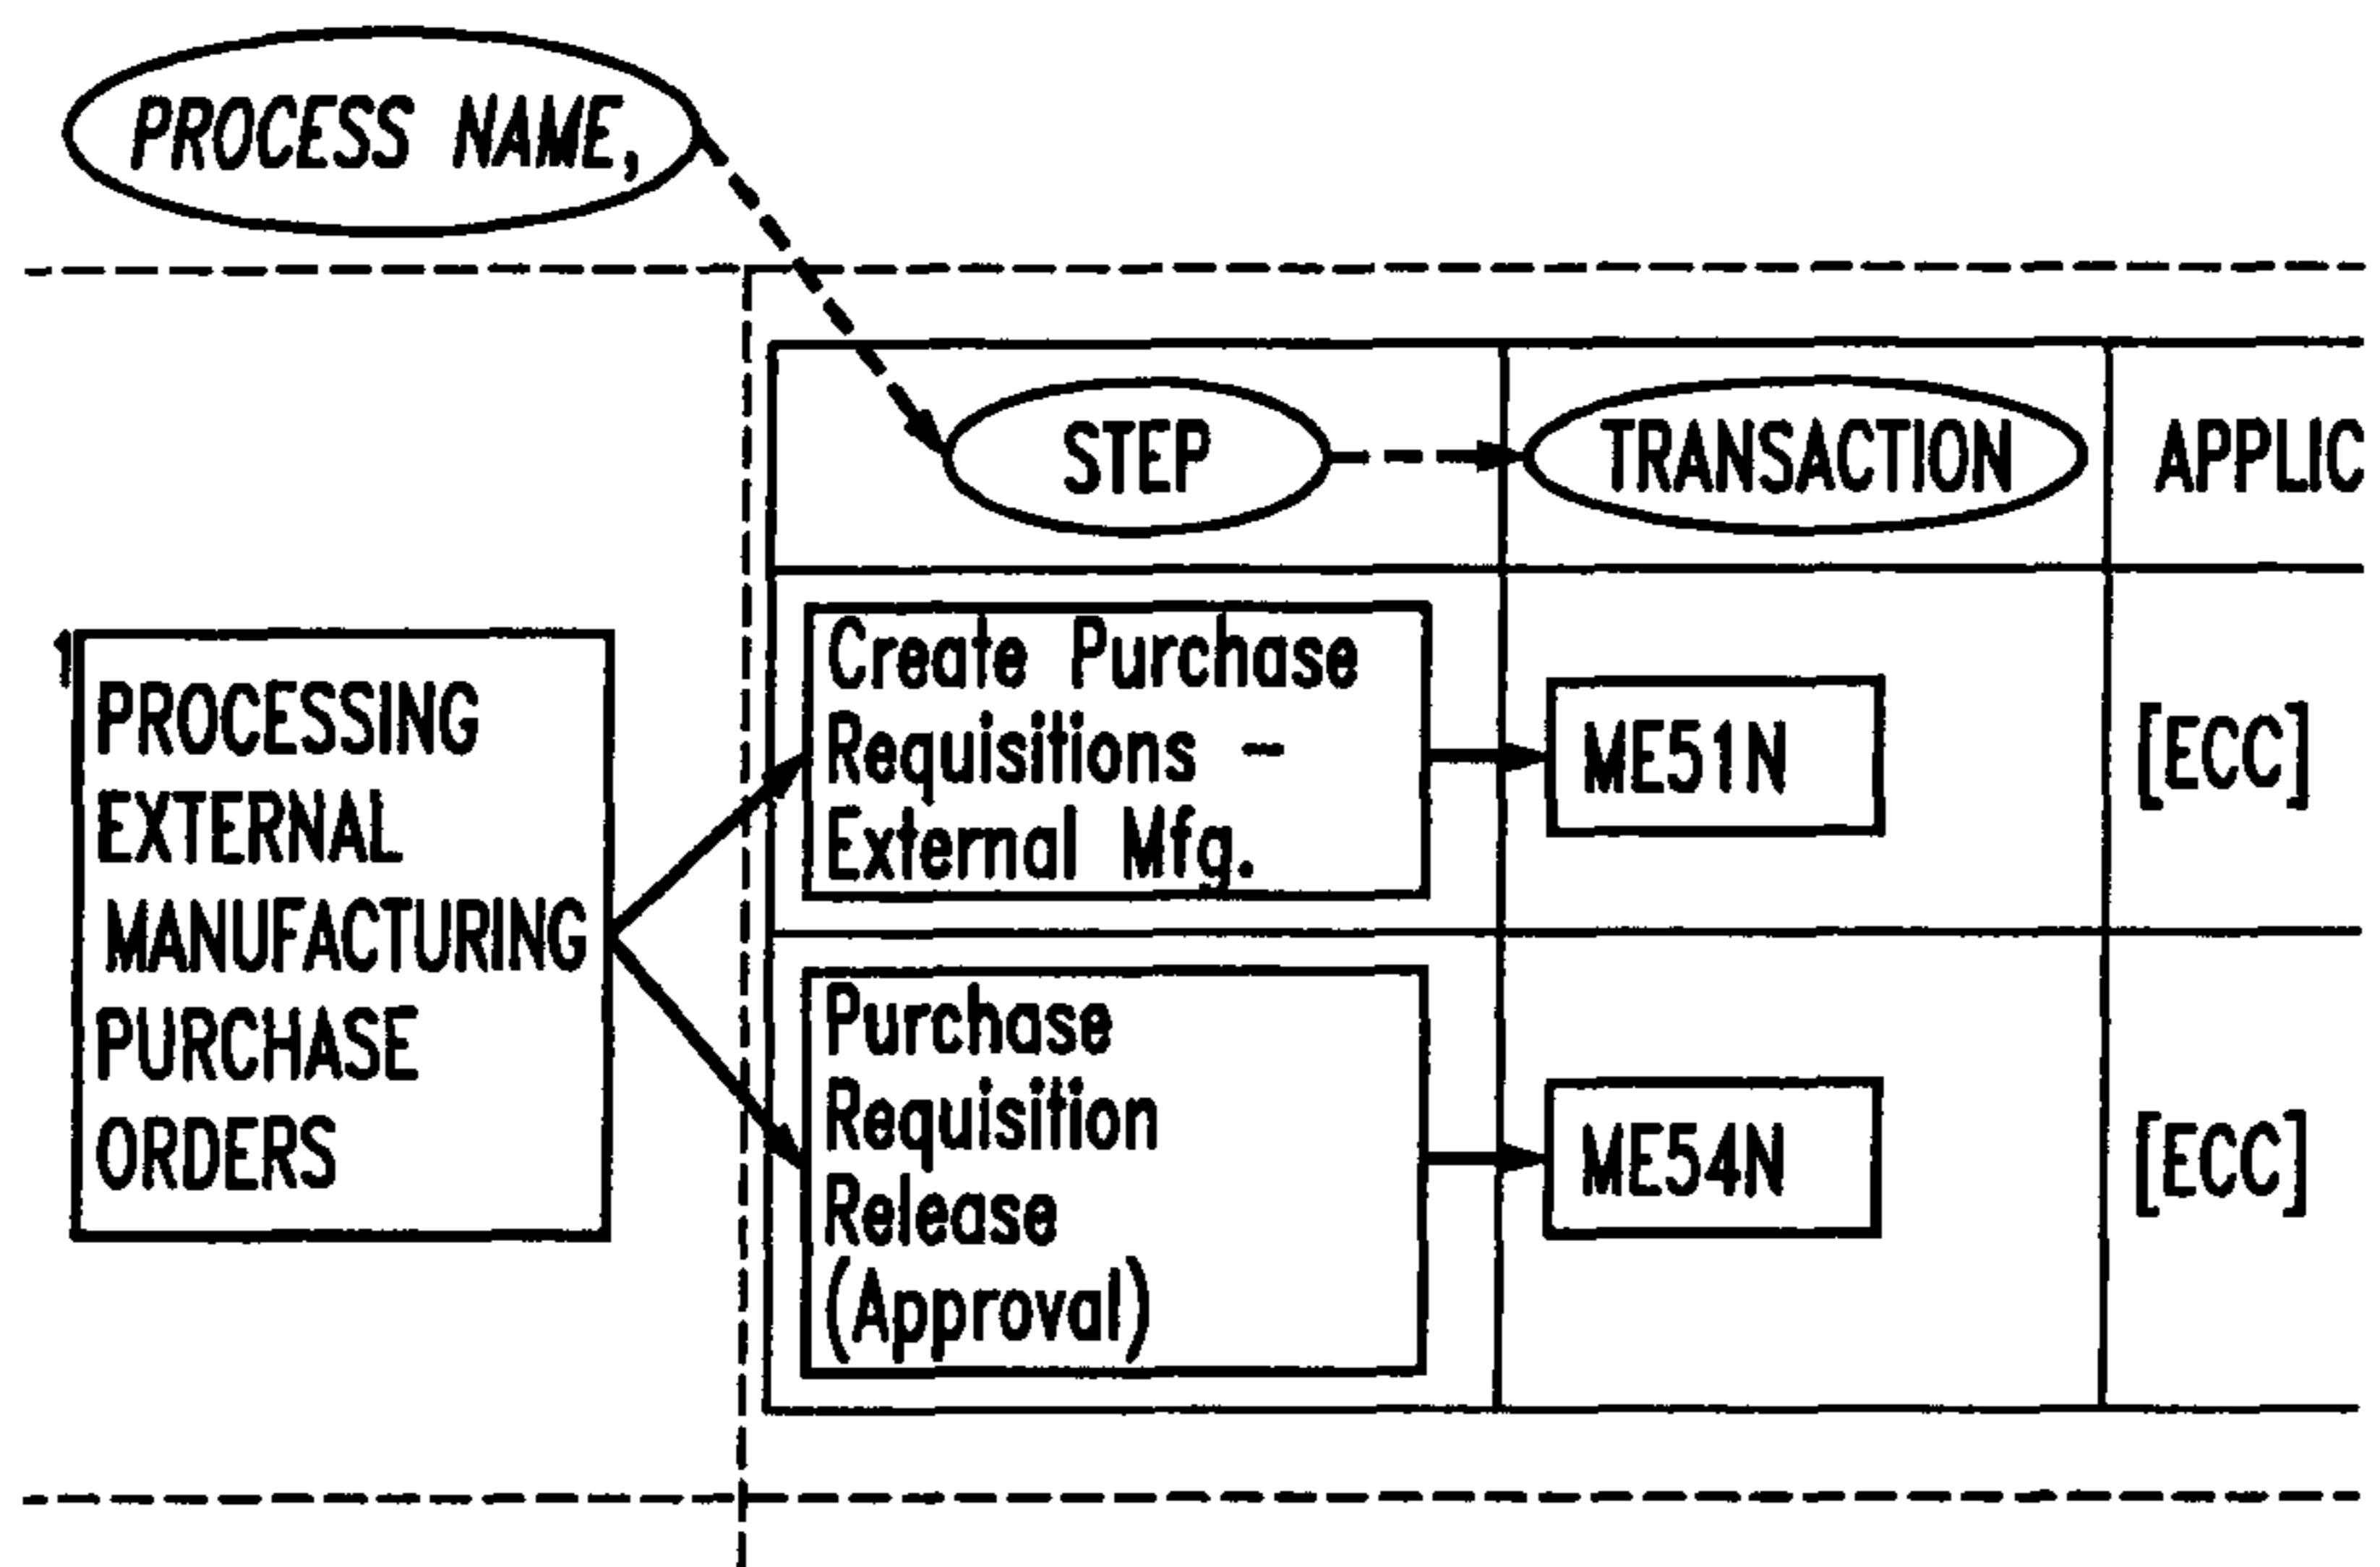 PROCESS NAME,
STEP
TRANSACTION
APPLIC
1
PROCESSING
EXTERNAL
MANUFACTURING
PURCHASE
ORDERS
Create Purchase
Requisitions -
External Mfg.
ME51N
[ECC]
Purchase
Requisition
Release
(Approval)
ME54N
[ECC]